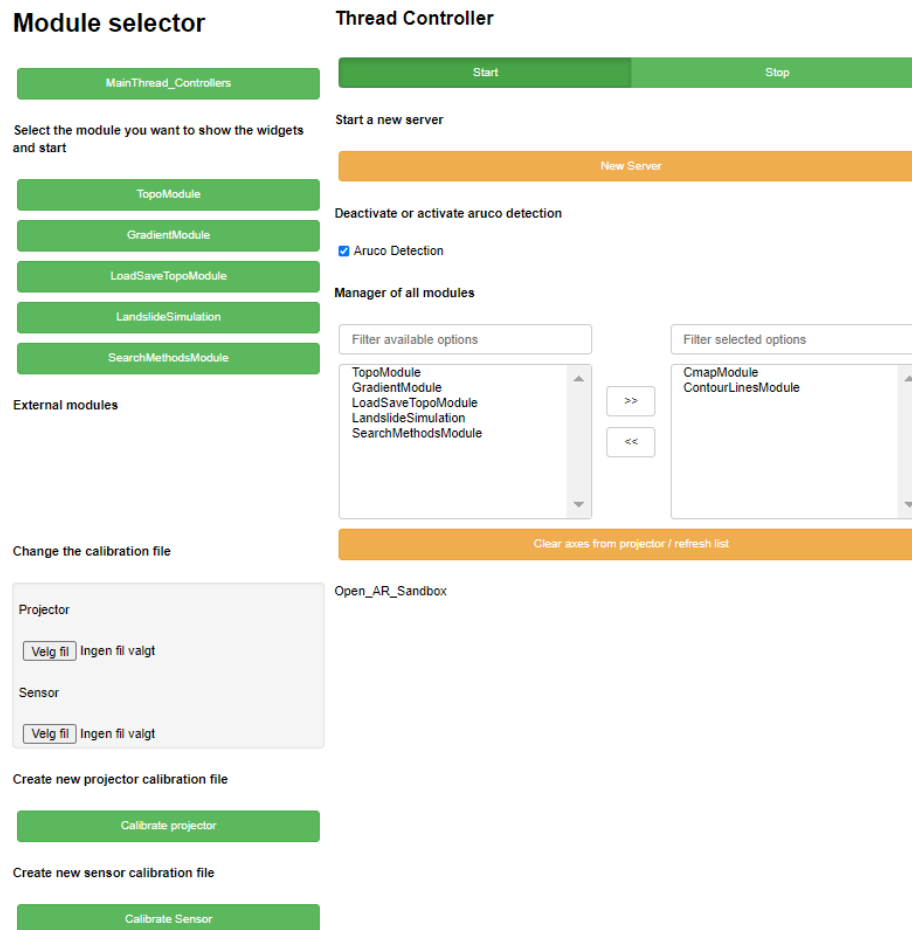 Module selector
MainThread_Controllers
Select the module you want to show the widgets
and start
TopoModule
GradientModule
LoadSaveTopoModule
LandslideSimulation
SearchMethodsModule
External modules
Change the calibration file
Projector
Velg fil Ingen fil valgt
Sensor
Velg fil Ingen fil valgt
Create new projector calibration file
Calibrate projector
Create new sensor calibration file
Calibrate Sensor
Thread Controller
Start
Stop
Start a new server
New Server
Deactivate or activate aruco detection
Aruco Detection
Manager of all modules
Filter available options
TopoModule
GradientModule
LoadSaveTopoModule
LandslideSimulation
SearchMethodsModule
>>
<<
Filter selected options
CmapModule
ContourLinesModule
Clear axes from projector / refresh list
Open_AR_Sandbox